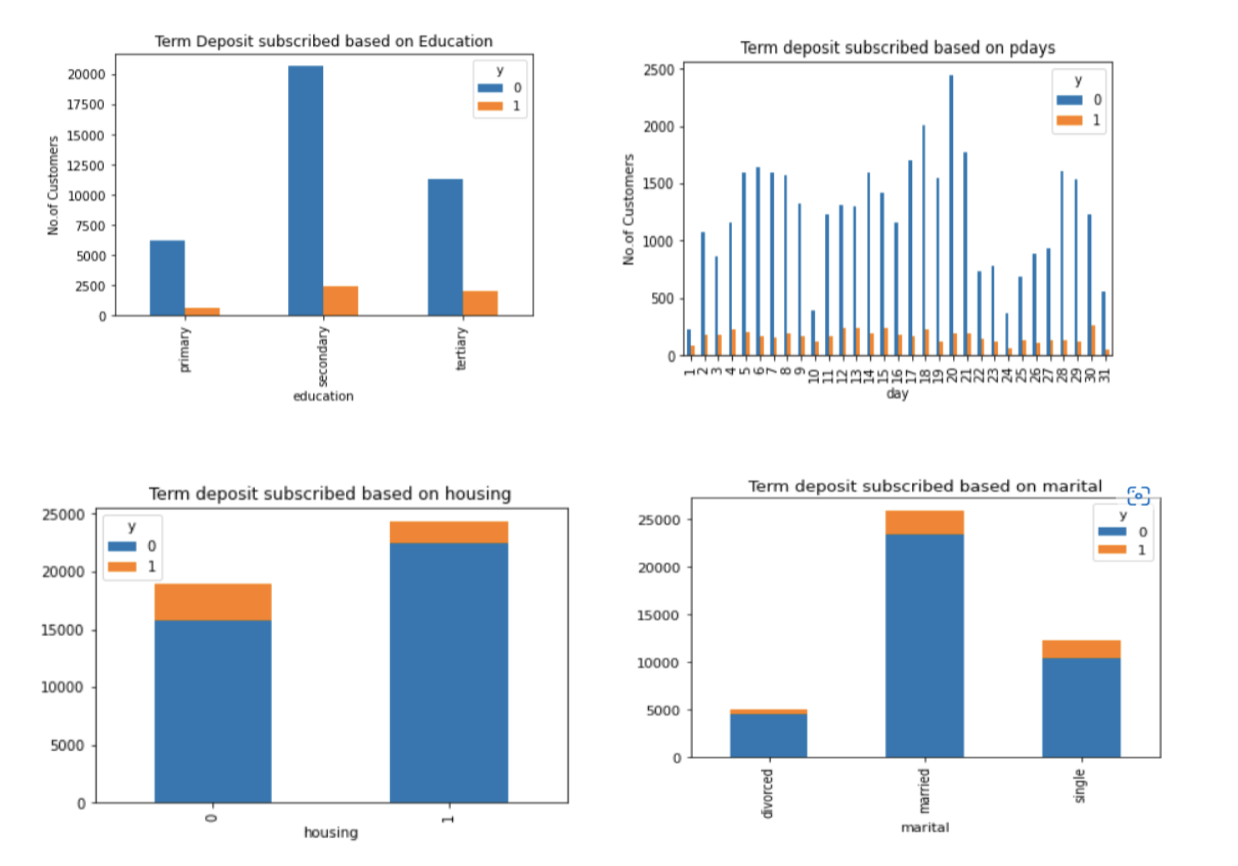 Term Deposit subscribed based on Education
y
0
1
20000
17500
15000
12500
10000
7500
5000
2500
0
No.of Customers
primary
secondary
tertiary
education
Term deposit subscribed based on pdays
y
0
1
2500
2000
1500
1000
500
0
No.of Customers
1 2 3 4 5 6 7 8 9 10 11 12 13 14 15 16 17 18 19 20 21 22 23 24 25 26 27 28 29 30 31
day
Term deposit subscribed based on housing
y
0
1
25000
20000
15000
10000
5000
0
0
1
housing
Term deposit subscribed based on marital
y
0
1
25000
20000
15000
10000
5000
0
divorced
married
single
marital